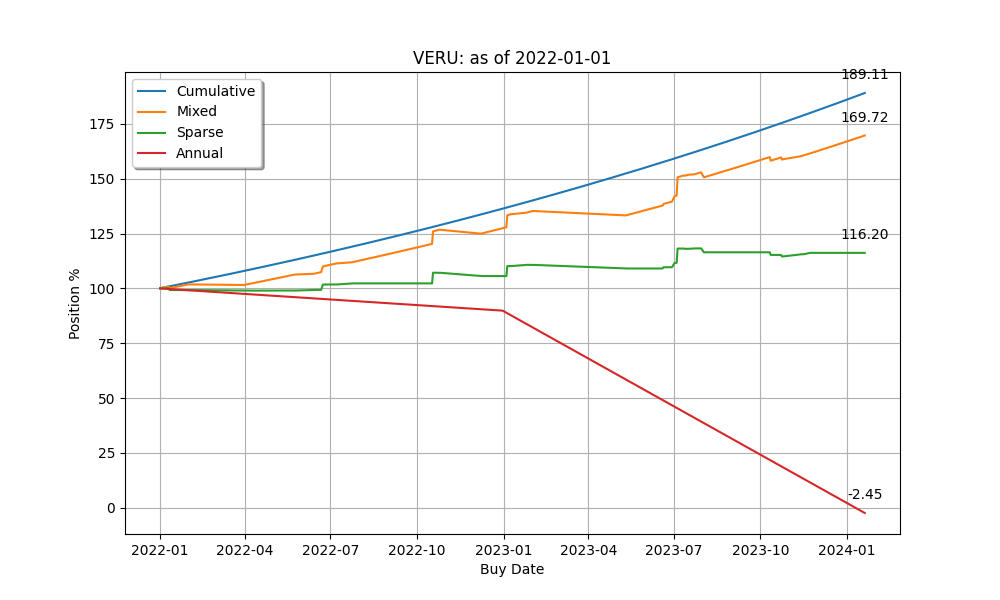 VERU: as of 2022-01-01
Cumulative
Mixed
Sparse
Annual
189.11
169.72
116.20
-2.45
Position %
175
150
125
100
75
50
25
0
2022-01 2022-04 2022-07 2022-10 2023-01 2023-04 2023-07 2023-10 2024-01
Buy Date